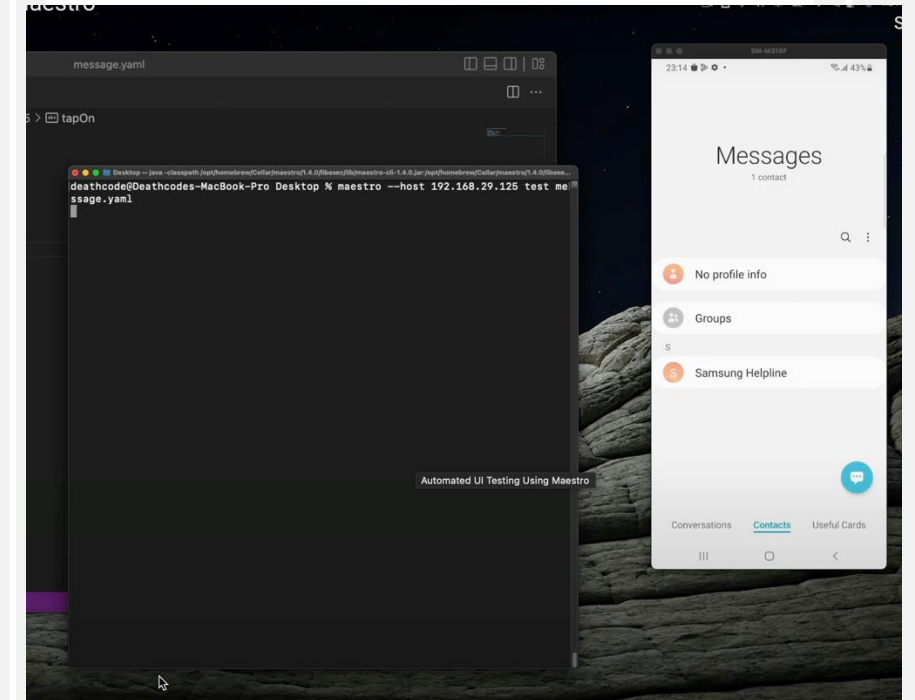 aestro
S
message.yaml
5 > tapOn
Desktop — java -classpath /opt/homebrew/Cellar/maestro/1.4.0/libexec/lib/maestro-cli-1.4.0.jar:/opt/homebrew/Cellar/maestro/1.4.0/libexe...
deathcode@Deathcodes-MacBook-Pro Desktop % maestro --host 192.168.29.125 test me
ssage.yaml
Automated UI Testing Using Maestro
SM-M315F
23:14
43%
Messages
1 contact
No profile info
Groups
S
S Samsung Helpline
Conversations Contacts Useful Cards